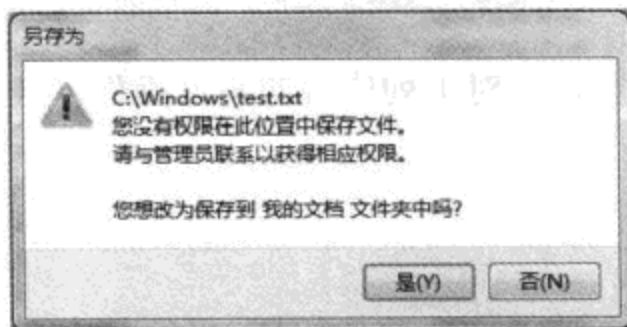 另存为
C:\Windows\test.txt
您没有权限在此位置中保存文件。
请与管理员联系以获得相应权限。
您想改为保存到 我的文档 文件夹中吗?
是(Y)
否(N)